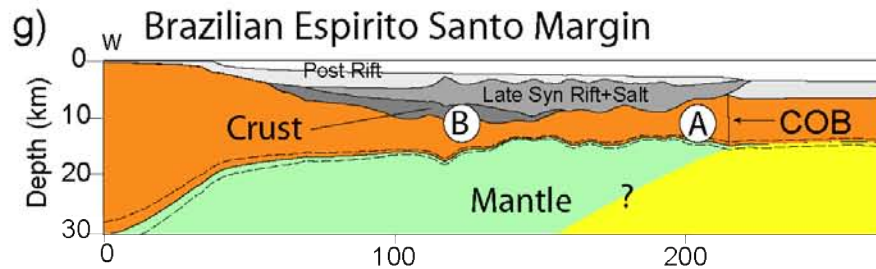 g) Brazilian Espirito Santo Margin
W
0
Post Rift
Late Syn Rift+Salt
10
Crust
B
A
COB
Depth (km)
20
Mantle
?
30
0
100
200